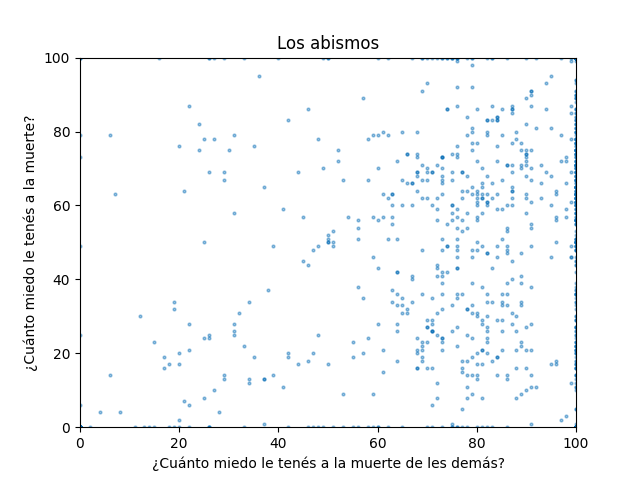 Los abismos
¿Cuánto miedo le tenés a la muerte?
100
80
60
40
20
0
0 20 40 60 80 100
¿Cuánto miedo le tenés a la muerte de les demás?